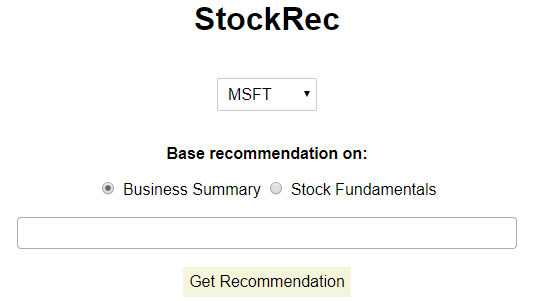 StockRec
MSFT
Base recommendation on:
Business Summary Stock Fundamentals
Get Recommendation